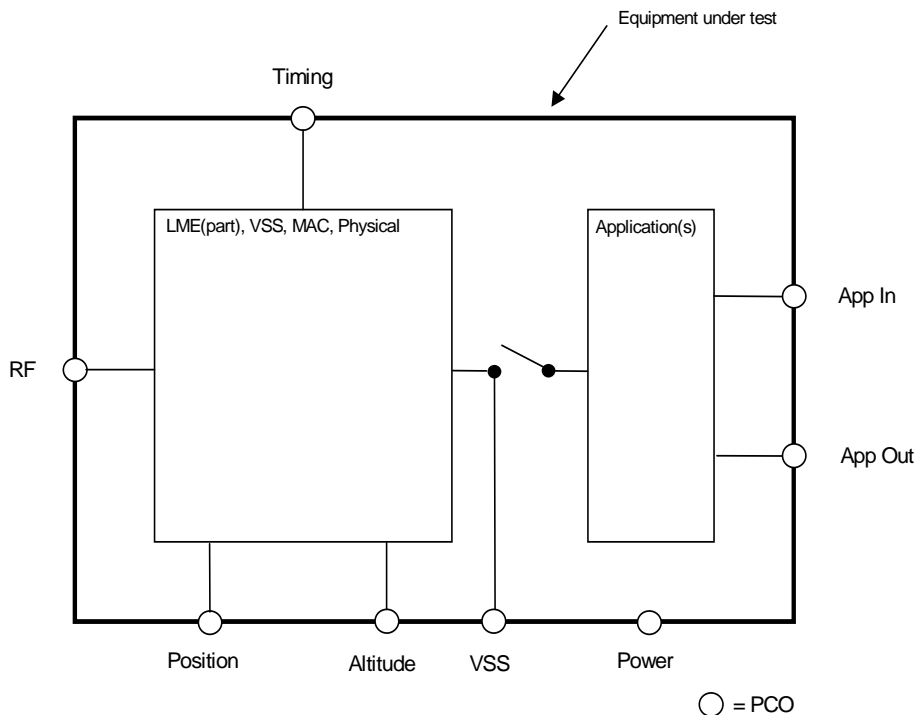 Equipment under test
Timing
LME(part), VSS, MAC, Physical
Application(s)
App In
RF
App Out
Position
Altitude
VSS
Power
= PCO